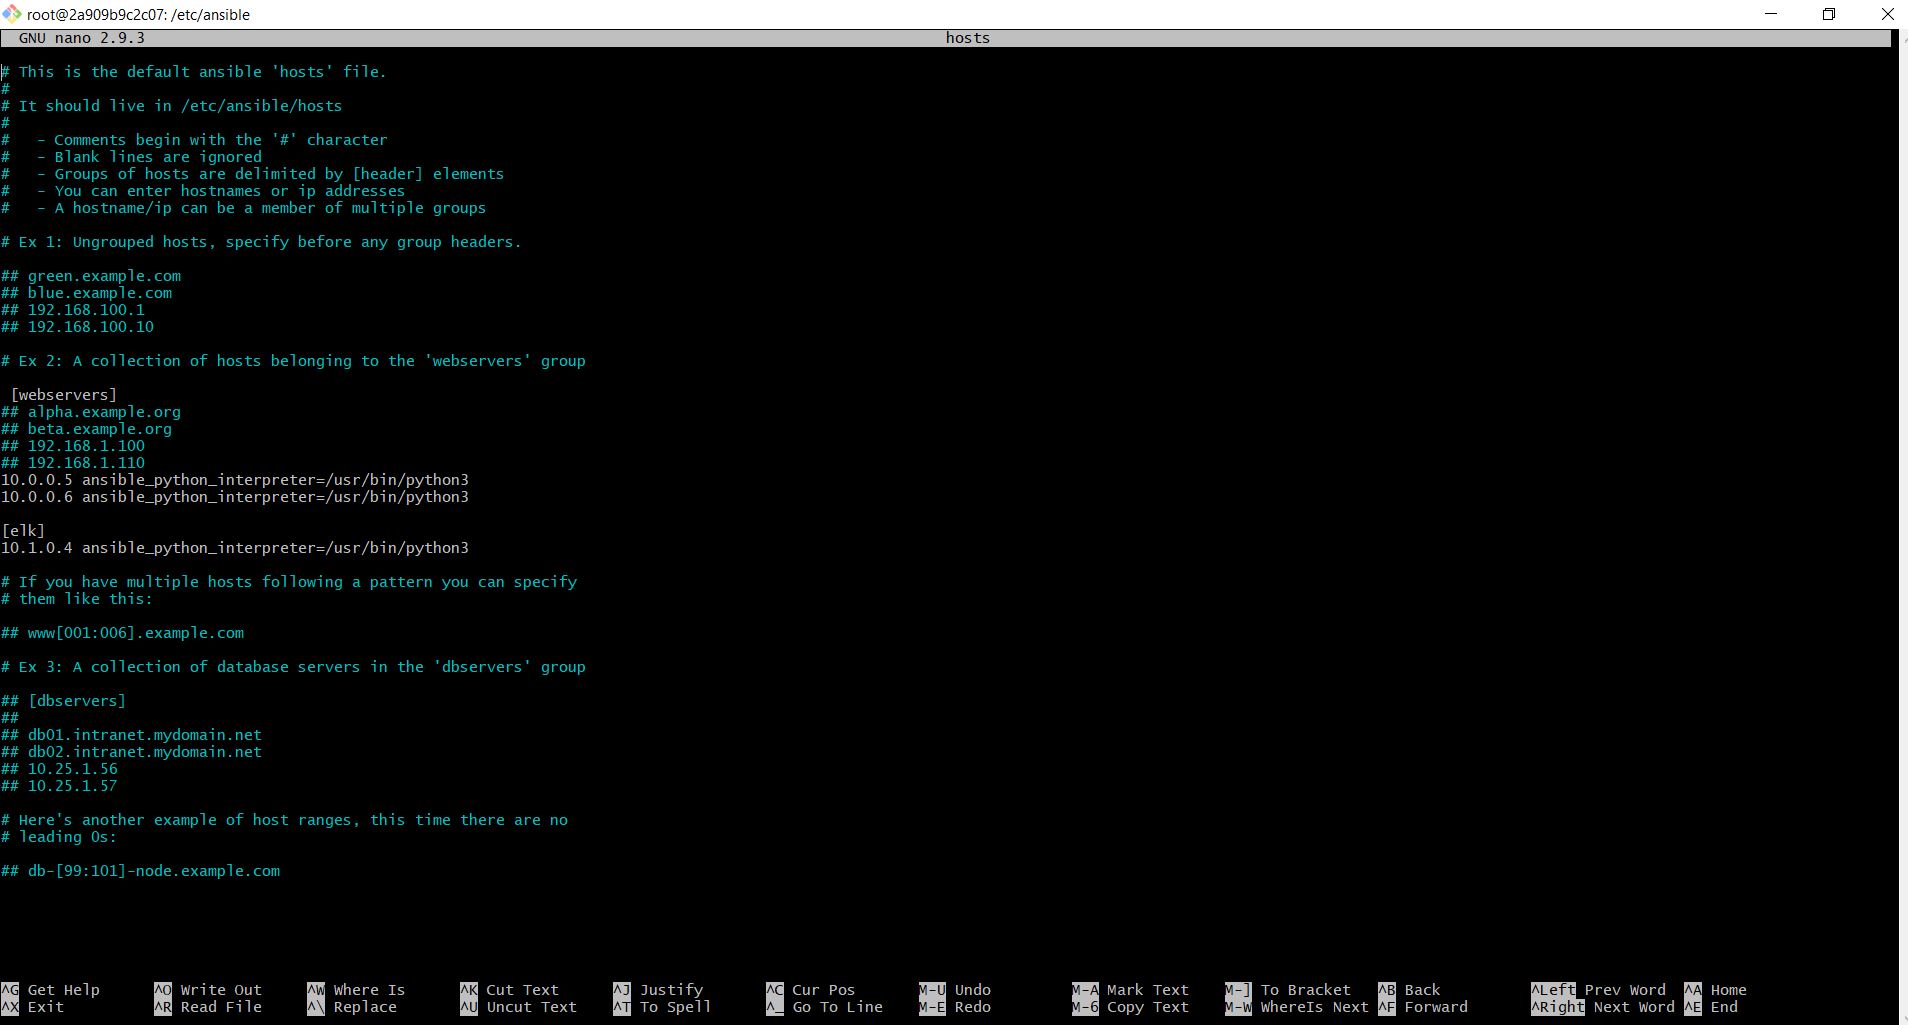 root@2a909b9c2c07: /etc/ansible
GNU nano 2.9.3 hosts
# This is the default ansible 'hosts' file.
#
# It should live in /etc/ansible/hosts
#
#   - Comments begin with the '#' character
#   - Blank lines are ignored
#   - Groups of hosts are delimited by [header] elements
#   - You can enter hostnames or ip addresses
#   - A hostname/ip can be a member of multiple groups
# Ex 1: Ungrouped hosts, specify before any group headers.
## green.example.com
## blue.example.com
## 192.168.100.1
## 192.168.100.10
# Ex 2: A collection of hosts belonging to the 'webservers' group
[webservers]
## alpha.example.org
## beta.example.org
## 192.168.1.100
## 192.168.1.110
10.0.0.5 ansible_python_interpreter=/usr/bin/python3
10.0.0.6 ansible_python_interpreter=/usr/bin/python3
[elk]
10.1.0.4 ansible_python_interpreter=/usr/bin/python3
# If you have multiple hosts following a pattern you can specify
# them like this:
## www[001:006].example.com
# Ex 3: A collection of database servers in the 'dbservers' group
## [dbservers]
##
## db01.intranet.mydomain.net
## db02.intranet.mydomain.net
## 10.25.1.56
## 10.25.1.57
# Here's another example of host ranges, this time there are no
# leading 0s:
## db-[99:101]-node.example.com
^G Get Help ^O Write Out ^W Where Is ^K Cut Text ^J Justify ^C Cur Pos M-U Undo M-A Mark Text M-] To Bracket ^B Back ^Left Prev Word ^A Home
^X Exit ^R Read File ^\ Replace ^U Uncut Text ^T To Spell ^_ Go To Line M-E Redo M-6 Copy Text M-W WhereIs Next ^F Forward ^Right Next Word ^E End